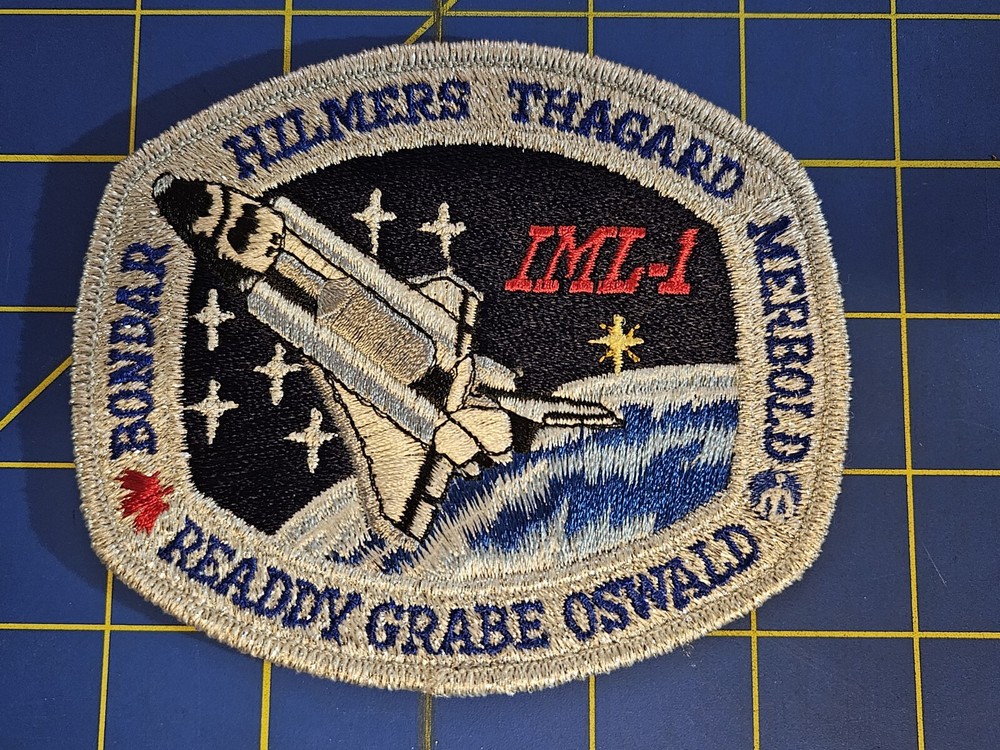 HILMERS THAGARD
MERBOLD
BONDAR
READDY GRABE OSWALD
IML-1